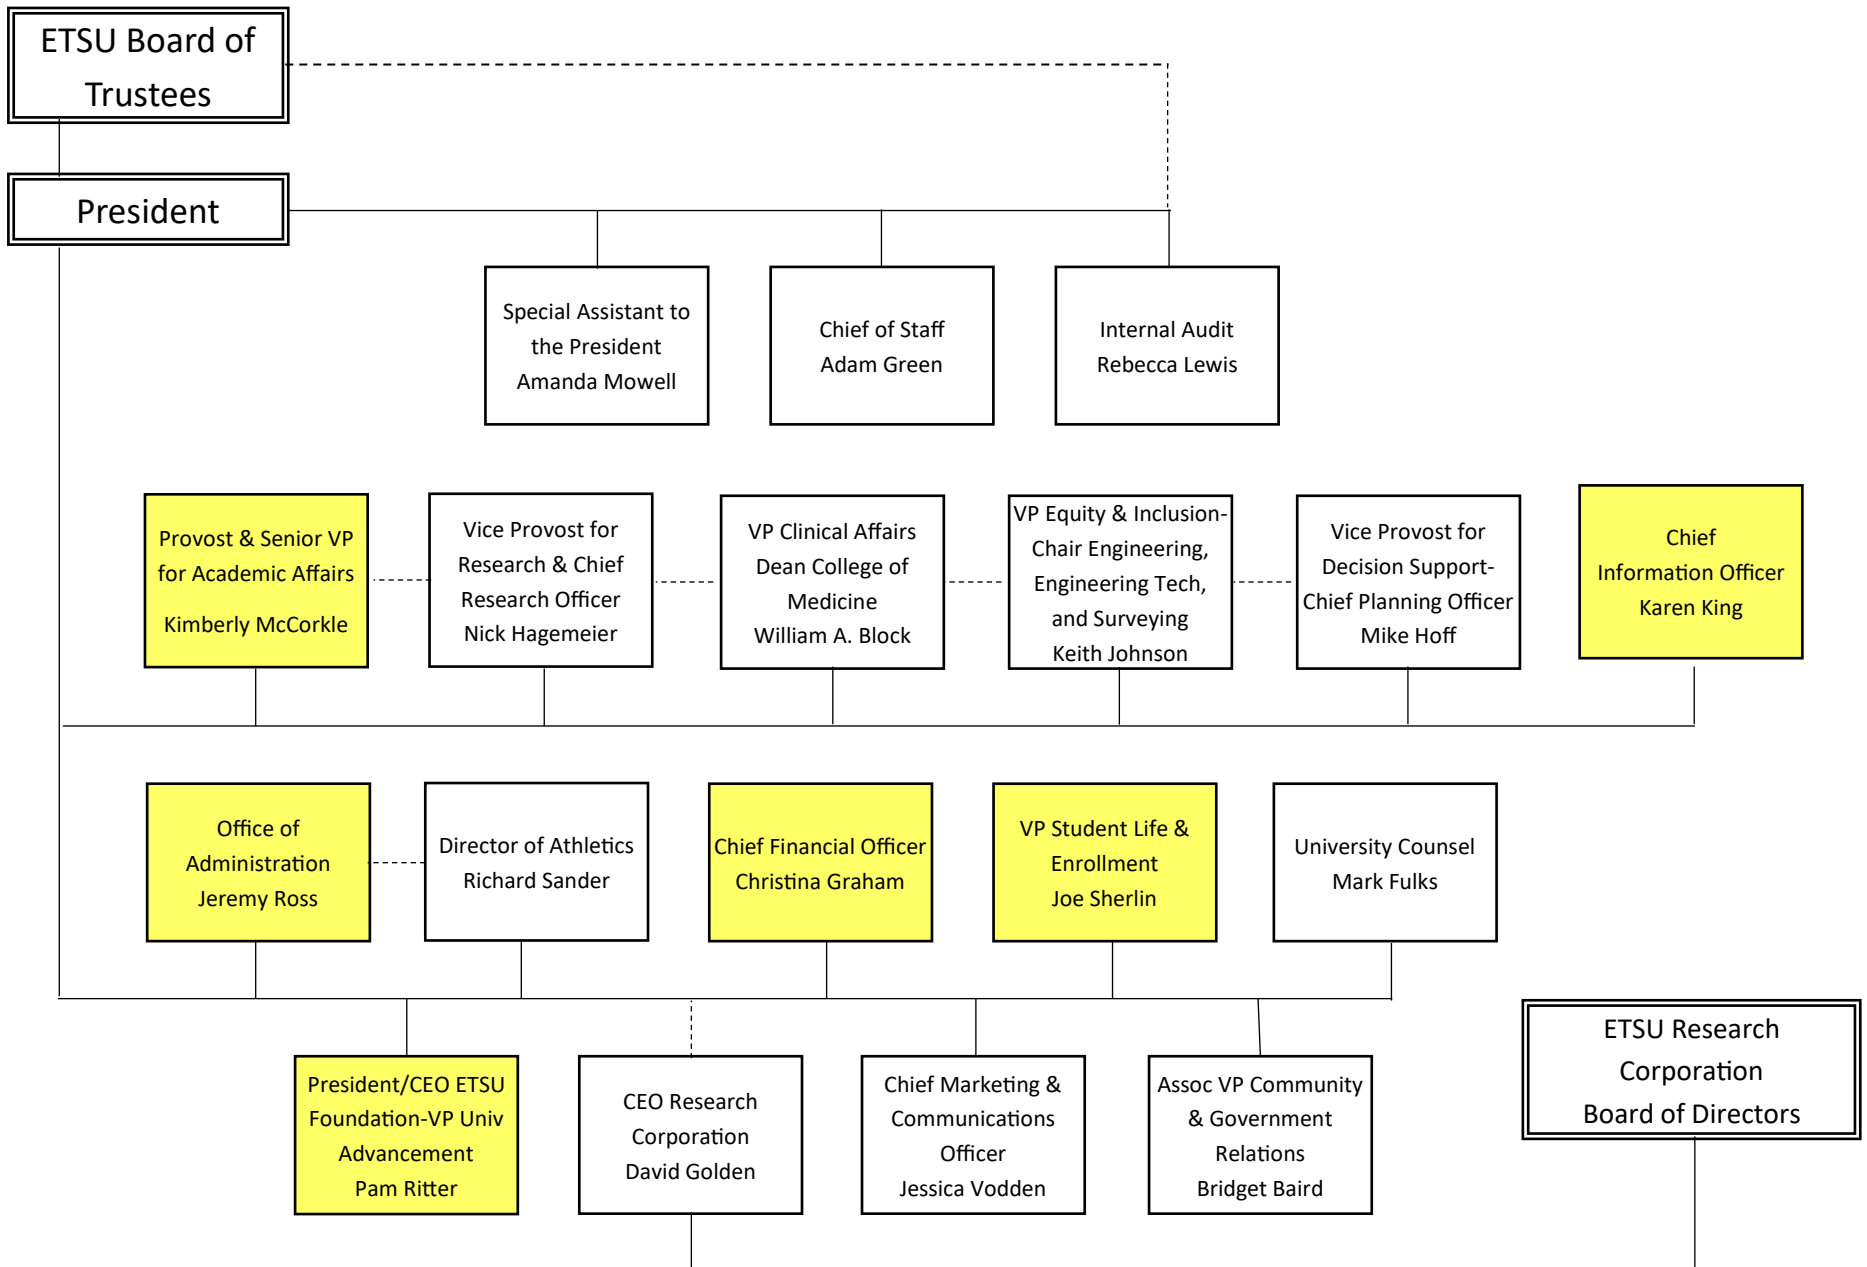 ETSU Board of
Trustees
President
Special Assistant to
the President
Amanda Mowell
Chief of Staff
Adam Green
Internal Audit
Rebecca Lewis
Provost & Senior VP
for Academic Affairs
Kimberly McCorkle
Vice Provost for
Research & Chief
Research Officer
Nick Hagemeier
VP Clinical Affairs
Dean College of
Medicine
William A. Block
VP Equity & Inclusion-
Chair Engineering,
Engineering Tech,
and Surveying
Keith Johnson
Vice Provost for
Decision Support-
Chief Planning Officer
Mike Hoff
Chief
Information Officer
Karen King
Office of
Administration
Jeremy Ross
Director of Athletics
Richard Sander
Chief Financial Officer
Christina Graham
VP Student Life &
Enrollment
Joe Sherlin
University Counsel
Mark Fulks
President/CEO ETSU
Foundation-VP Univ
Advancement
Pam Ritter
CEO Research
Corporation
David Golden
Chief Marketing &
Communications
Officer
Jessica Vodden
Assoc VP Community
& Government
Relations
Bridget Baird
ETSU Research
Corporation
Board of Directors